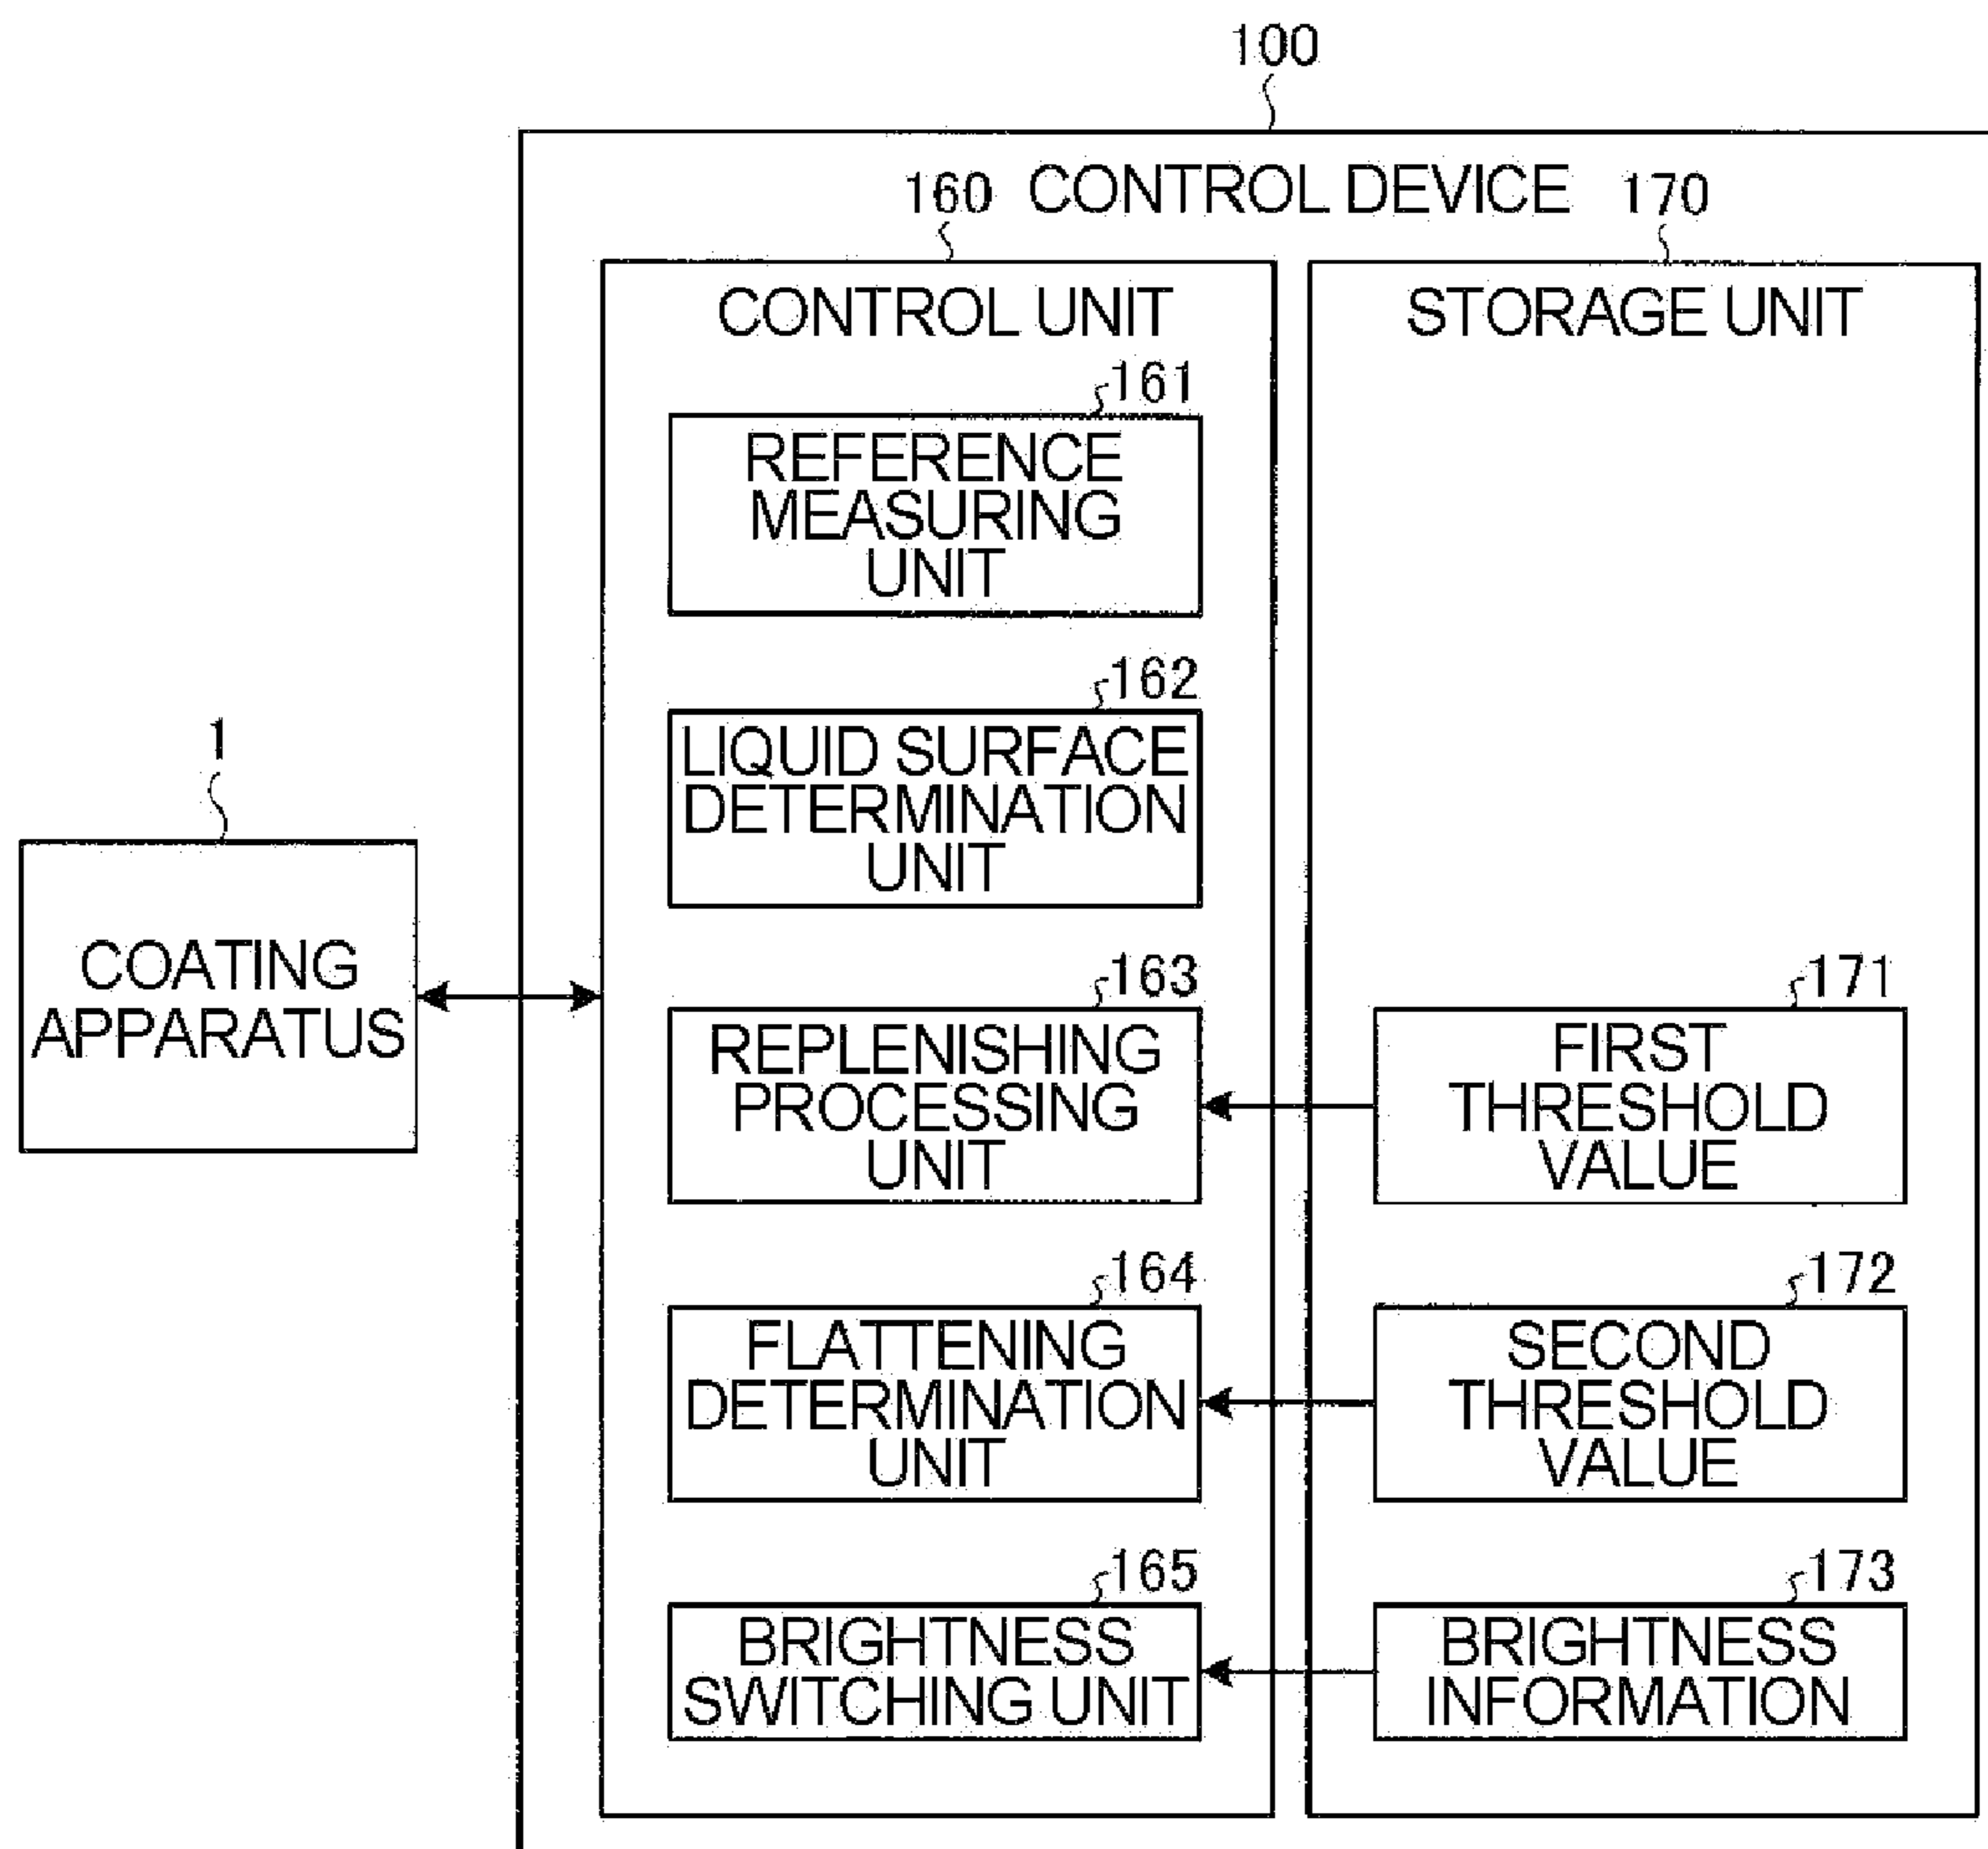 100
CONTROL DEVICE
160
170
CONTROL UNIT
STORAGE UNIT
161
REFERENCE
MEASURING
UNIT
162
LIQUID SURFACE
DETERMINATION
UNIT
1
COATING
APPARATUS
163
REPLENISHING
PROCESSING
UNIT
171
FIRST
THRESHOLD
VALUE
164
FLATTENING
DETERMINATION
UNIT
172
SECOND
THRESHOLD
VALUE
165
BRIGHTNESS
SWITCHING UNIT
173
BRIGHTNESS
INFORMATION